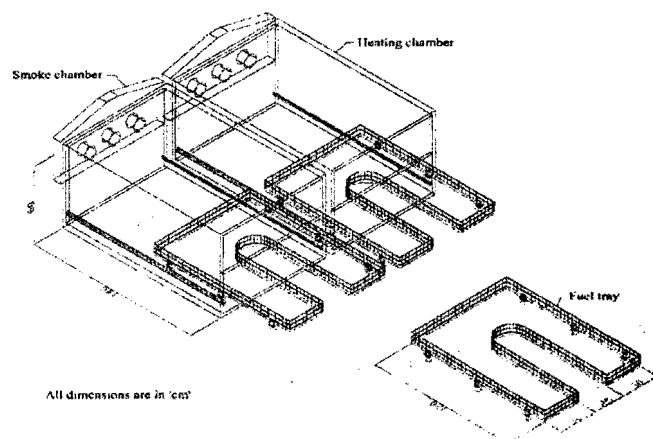 Heating chamber
Smoke chamber
Fuel tray
All dimensions are in 'cm'